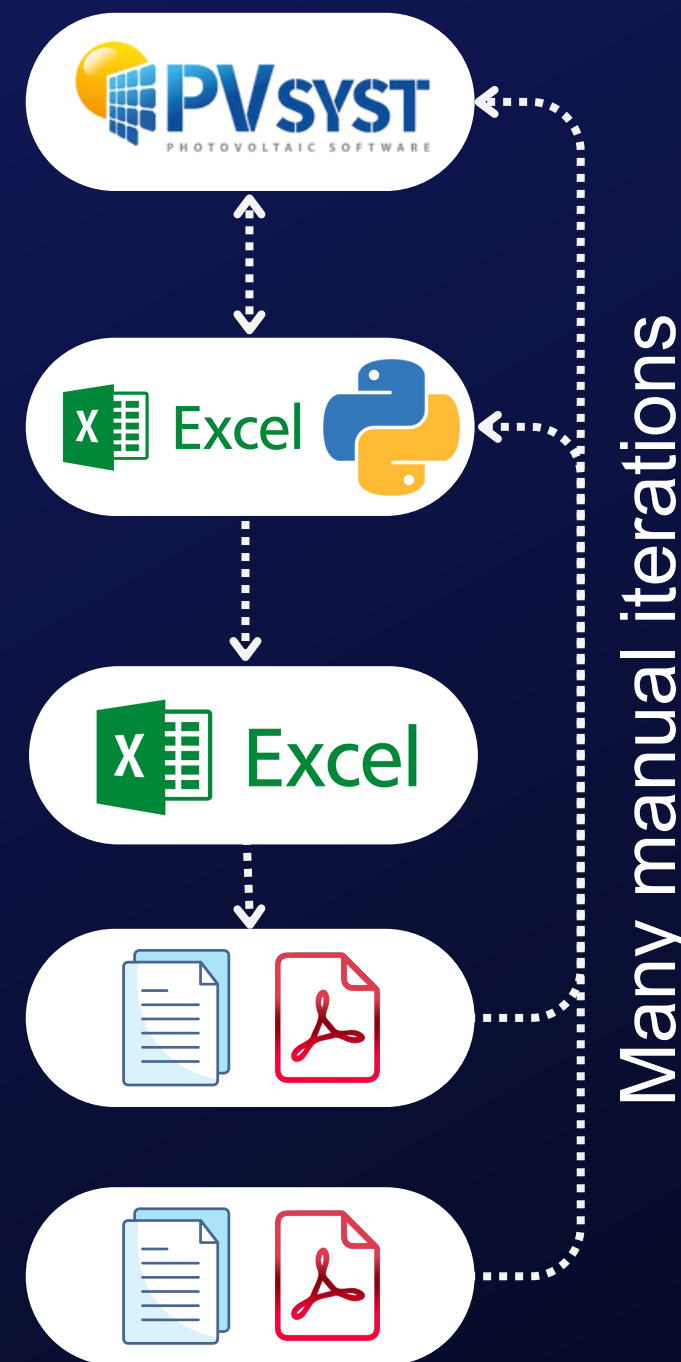 PVSYST
PHOTOVOLTAIC SOFTWARE
X Excel
X Excel
Many manual iterations